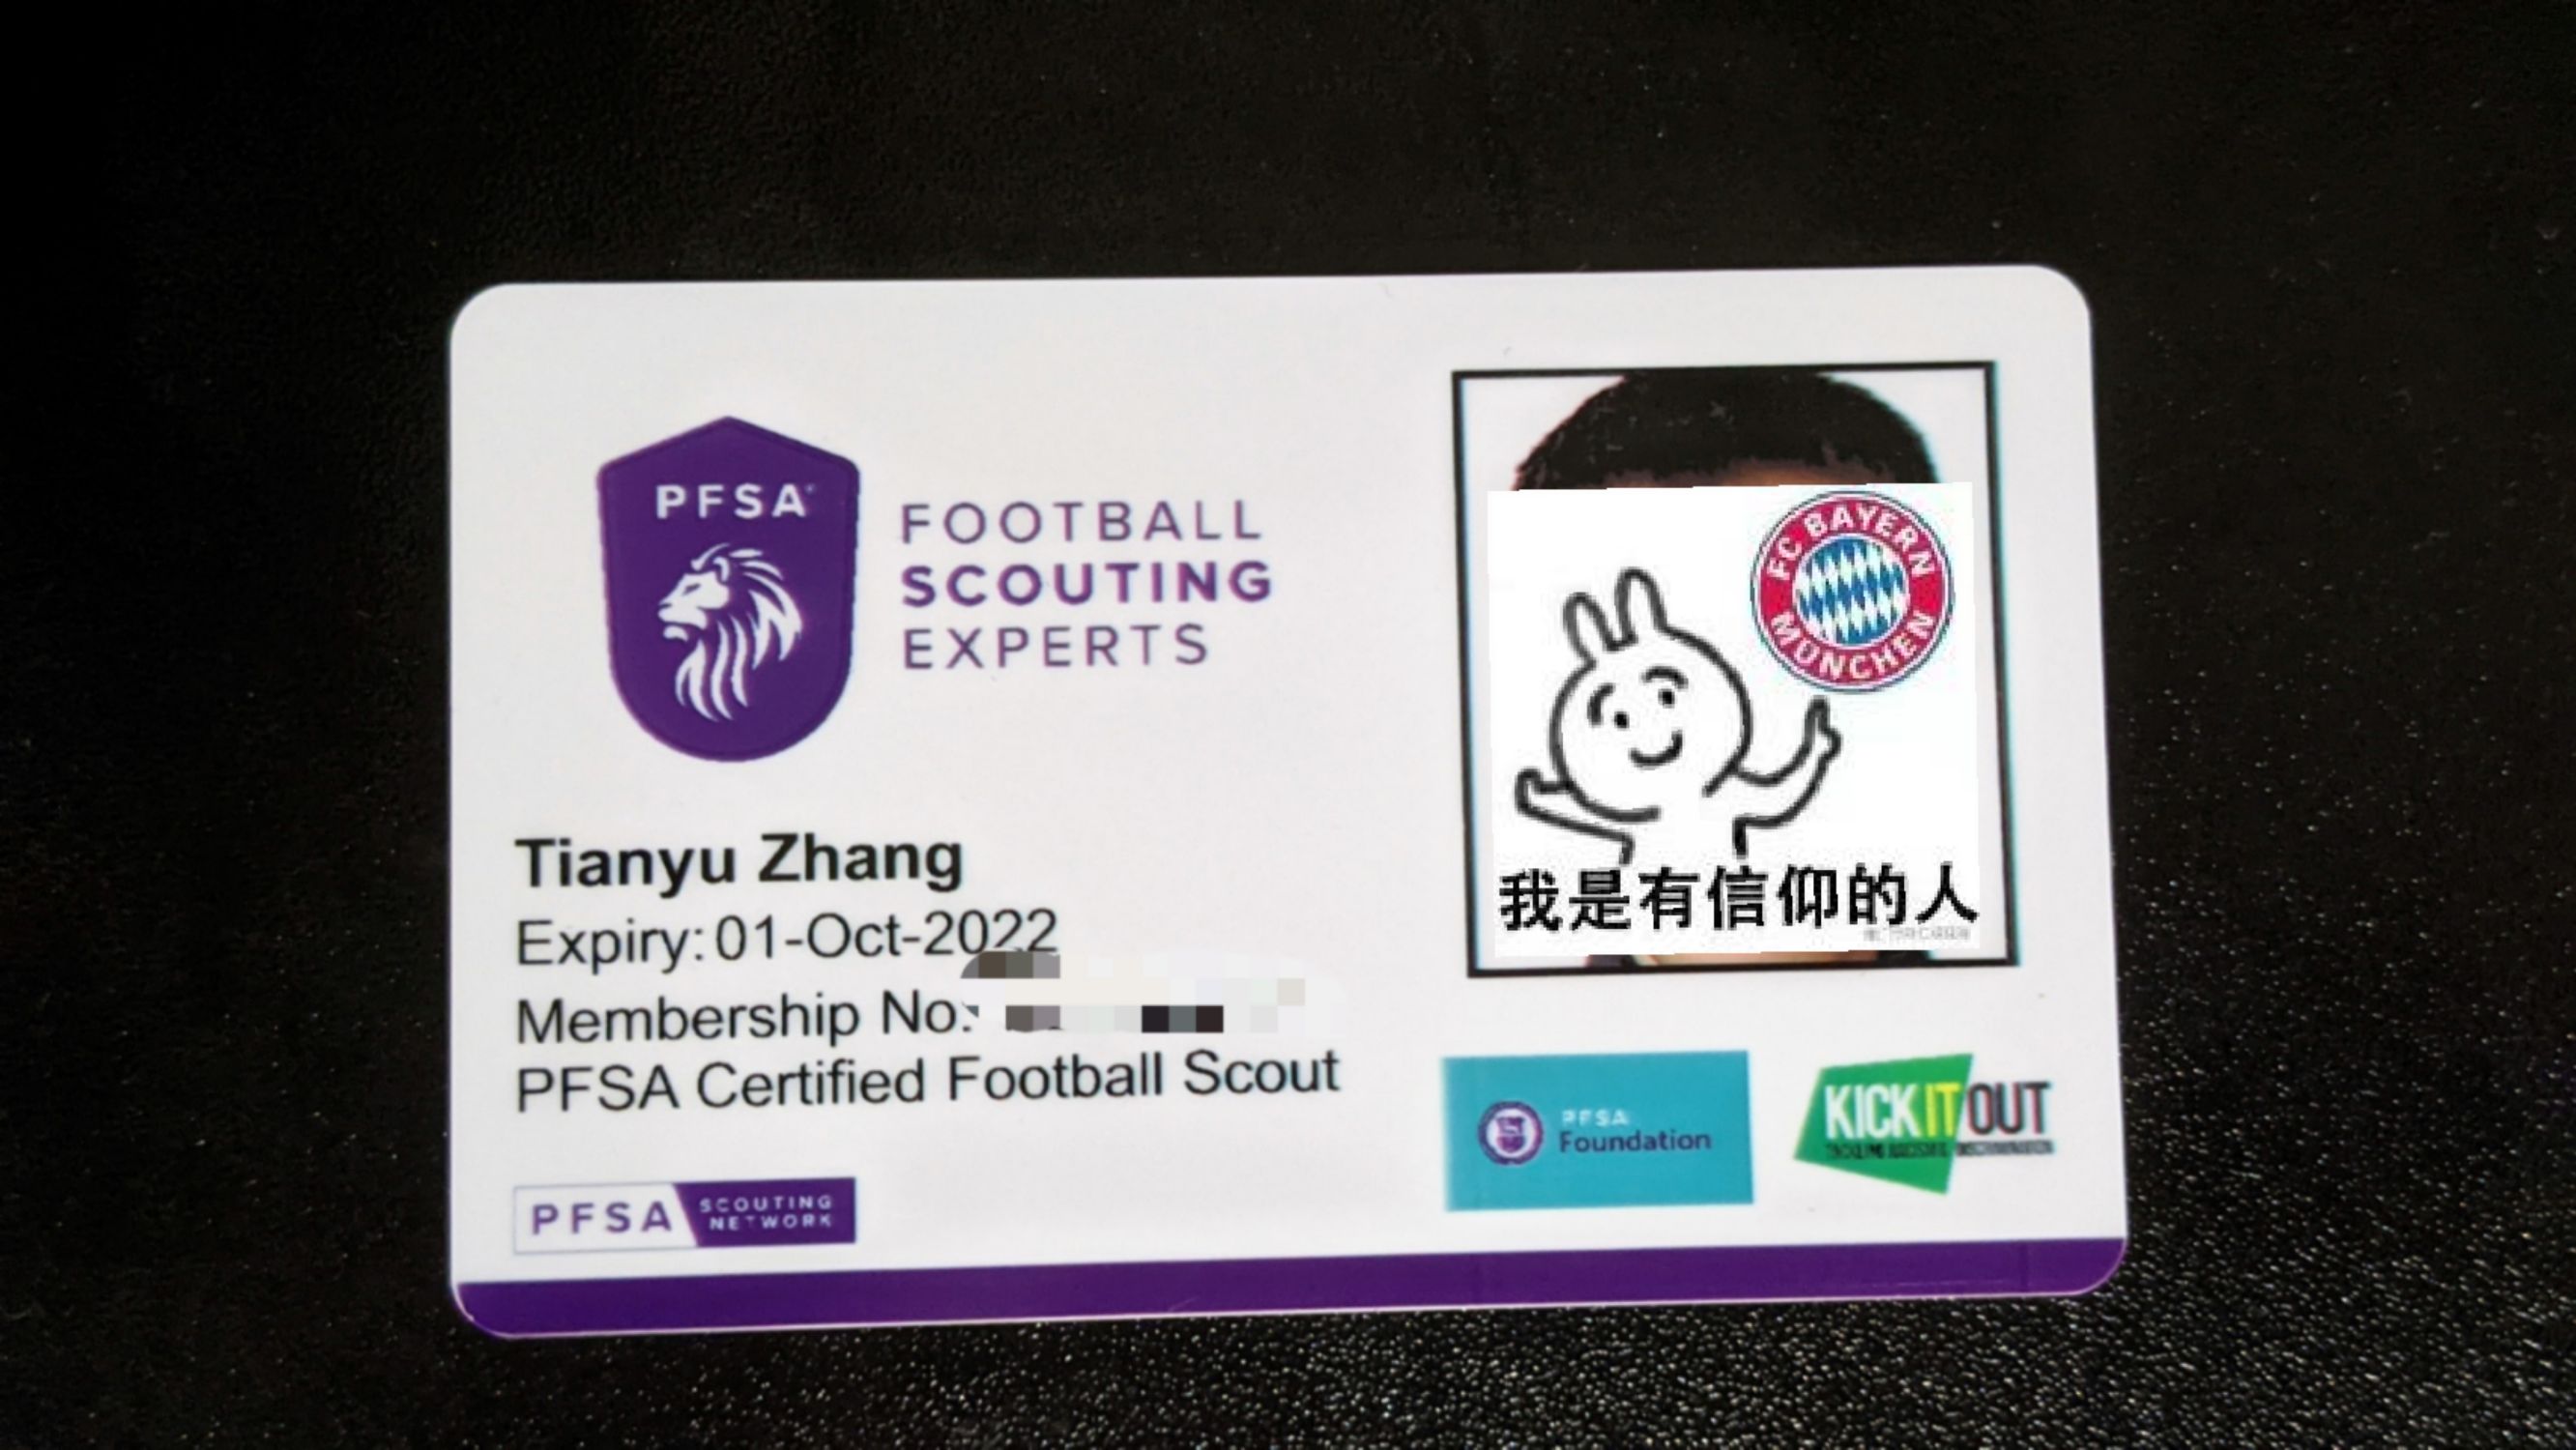 PFSA
FOOTBALL
SCOUTING
EXPERTS
FC BAYERN
MÜNCHEN
我是有信仰的人
Tianyu Zhang
Expiry: 01-Oct-2022
Membership No:
PFSA Certified Football Scout
PFSA SCOUTING
NETWORK
PFSA
Foundation
KICK IT OUT